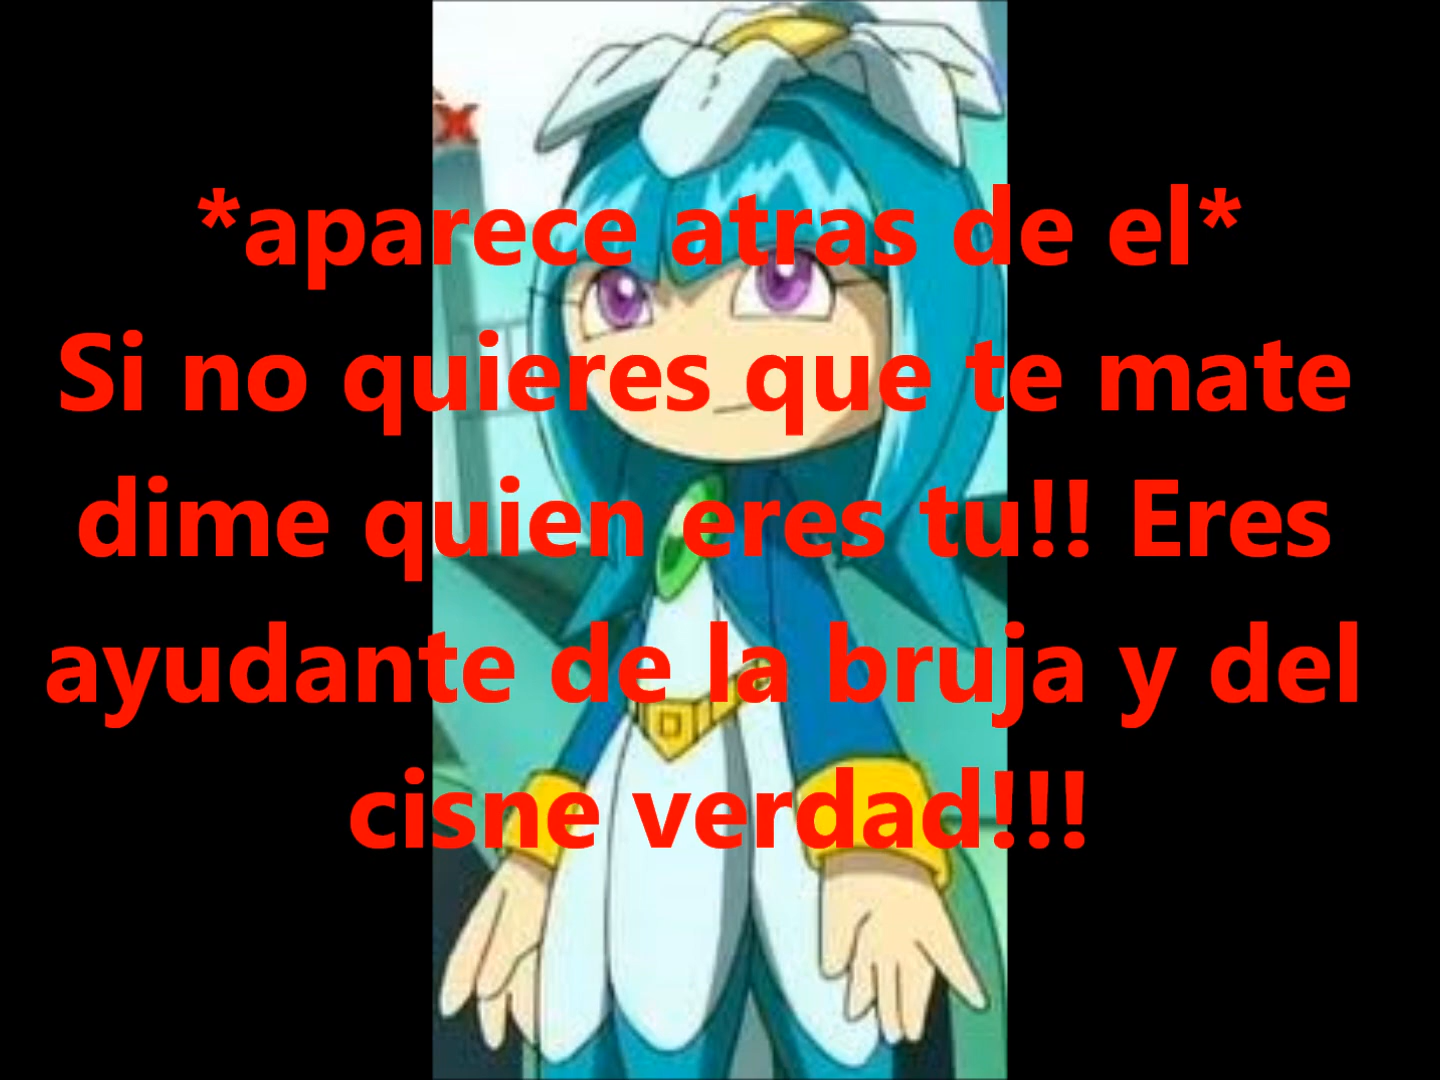 *aparece atras de el*
Si no quieres que te mate
dime quien eres tu!! Eres
ayudante de la bruja y del
cisne verdad!!!